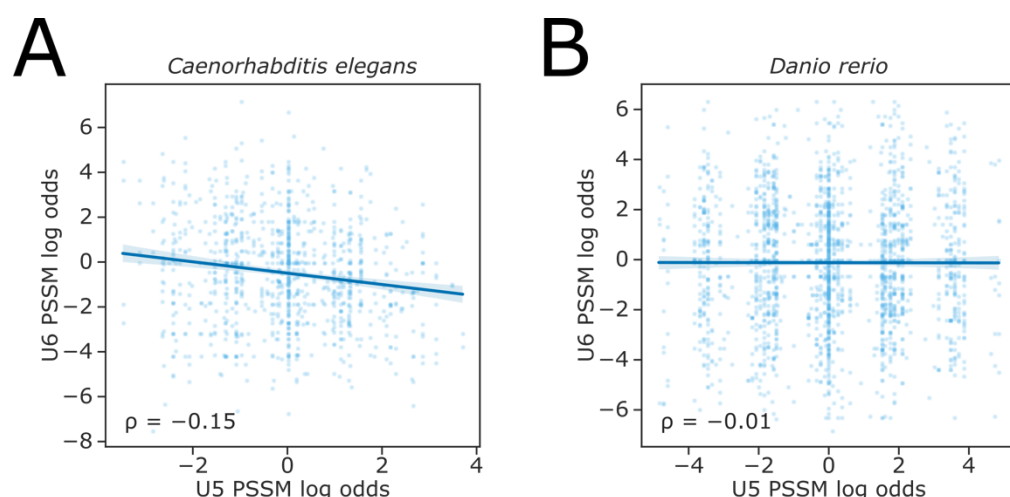 A
Caenorhabditis elegans
6
4
2
0
−2
−4
−6
−8
U6 PSSM log odds
ρ = −0.15
−2 0 2 4
U5 PSSM log odds
B
Danio rerio
6
4
2
0
−2
−4
−6
U6 PSSM log odds
ρ = −0.01
−4 −2 0 2 4
U5 PSSM log odds